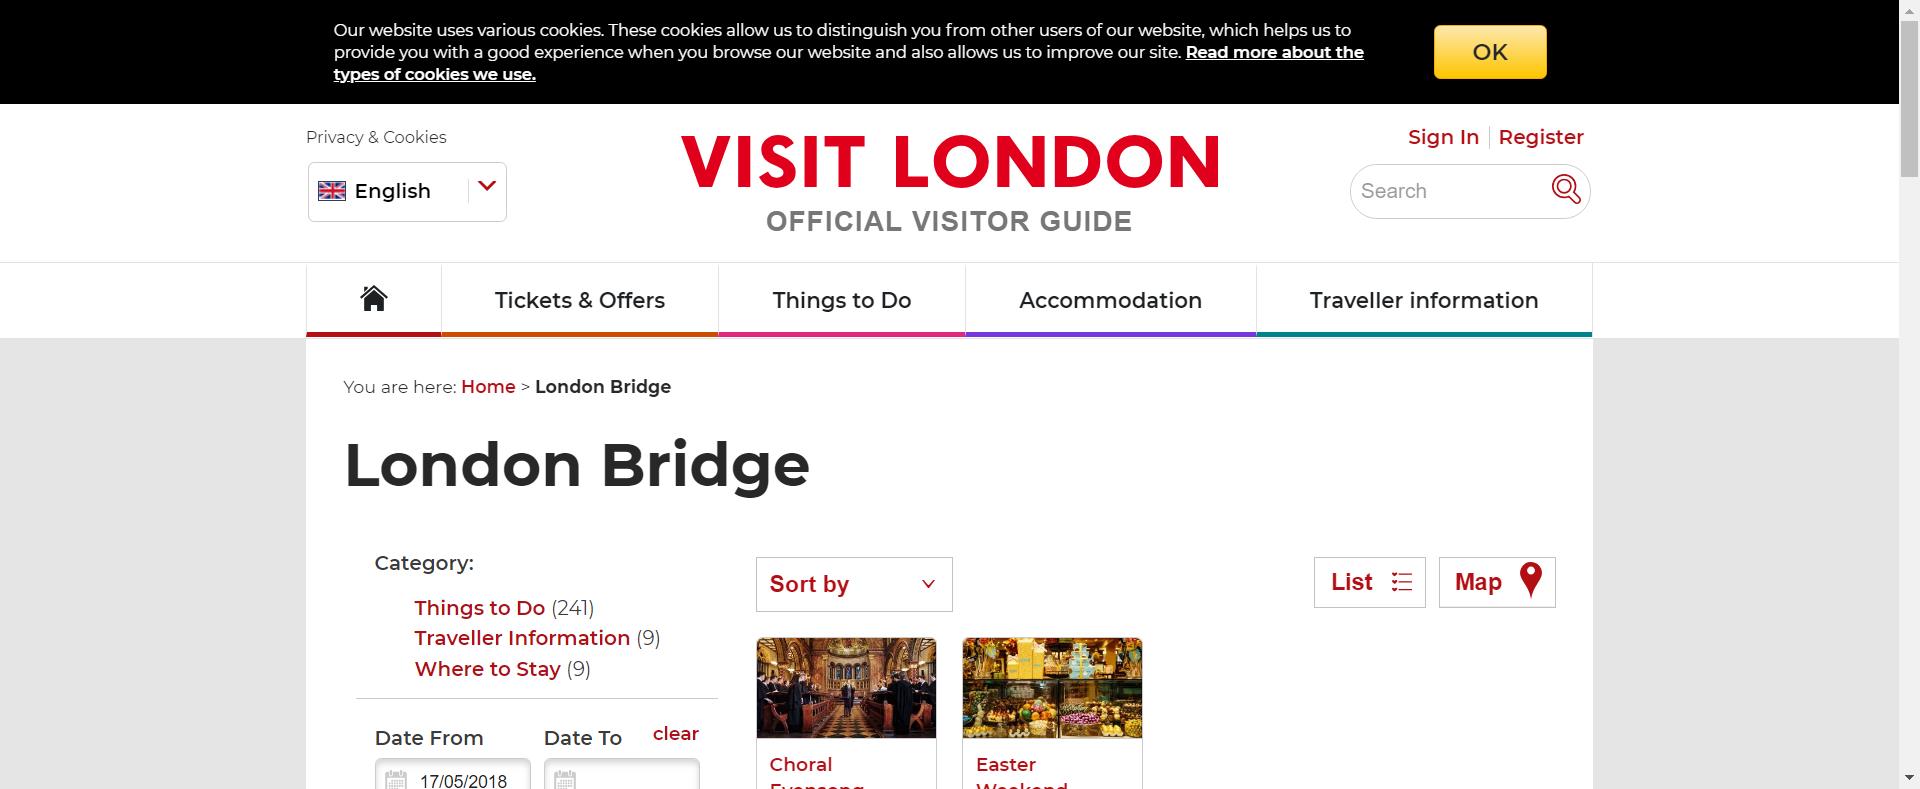 Our website uses various cookies. These cookies allow us to distinguish you from other users of our website, which helps us to
provide you with a good experience when you browse our website and also allows us to improve our site. Read more about the
types of cookies we use.
OK
Privacy & Cookies
English
VISIT LONDON
OFFICIAL VISITOR GUIDE
Sign In
Register
Search
Tickets & Offers
Things to Do
Accommodation
Traveller information
You are here: Home > London Bridge
London Bridge
Category:
Things to Do (241)
Traveller Information (9)
Where to Stay (9)
Date From
Date To
clear
17/05/2018
Sort by
List
Map
Choral
Evensong
Easter
Weekend